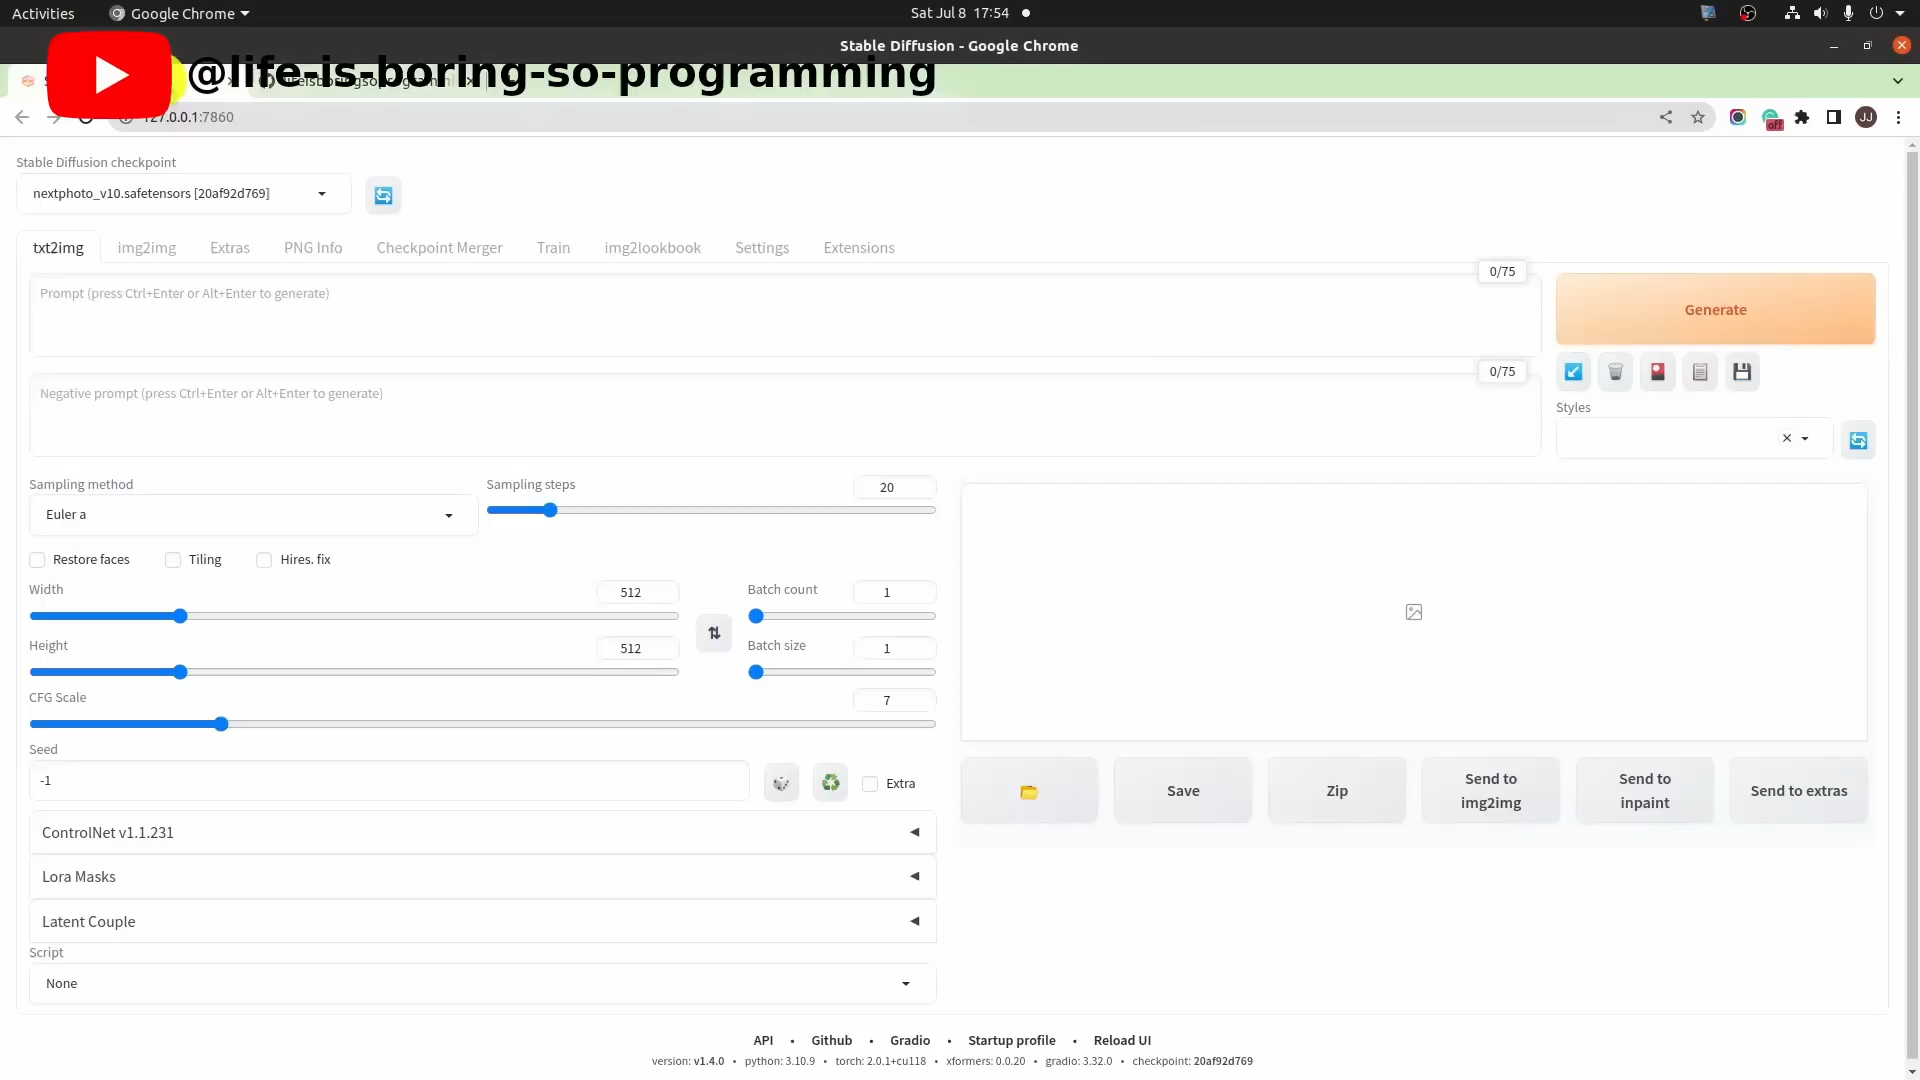 Activities
Google Chrome
Sat Jul 8 17:54
Stable Diffusion - Google Chrome
@life-is-boring-so-programming
127.0.0.1:7860
off
JJ
Stable Diffusion checkpoint
nextphoto_v10.safetensors [20af92d769]
txt2img
img2img
Extras
PNG Info
Checkpoint Merger
Train
img2lookbook
Settings
Extensions
0/75
Prompt (press Ctrl+Enter or Alt+Enter to generate)
Generate
0/75
Negative prompt (press Ctrl+Enter or Alt+Enter to generate)
Styles
Sampling method
Euler a
Sampling steps
20
Restore faces
Tiling
Hires. fix
Width
512
Batch count
1
Height
512
Batch size
1
CFG Scale
7
Seed
-1
Extra
Save
Zip
Send to
img2img
Send to
inpaint
Send to extras
ControlNet v1.1.231
Lora Masks
Latent Couple
Script
None
API • Github • Gradio • Startup profile • Reload UI
version: v1.4.0 • python: 3.10.9 • torch: 2.0.1+cu118 • xformers: 0.0.20 • gradio: 3.32.0 • checkpoint: 20af92d769